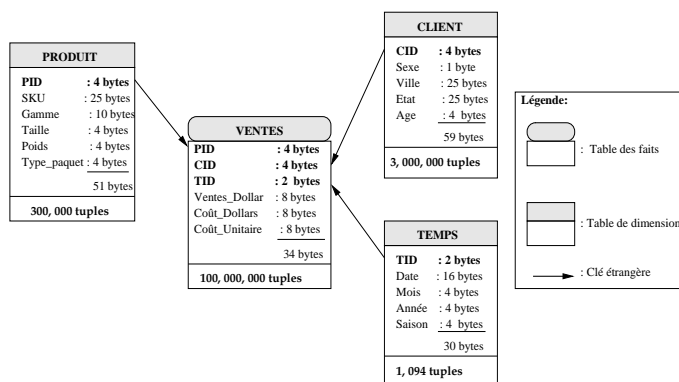 PRODUIT
PID : 4 bytes
SKU : 25 bytes
Gamme : 10 bytes
Taille : 4 bytes
Poids : 4 bytes
Type_paquet : 4 bytes
51 bytes
300, 000 tuples
VENTES
PID : 4 bytes
CID : 4 bytes
TID : 2 bytes
Ventes_Dollar : 8 bytes
Coût_Dollars : 8 bytes
Coût_Unitaire : 8 bytes
34 bytes
100, 000, 000 tuples
CLIENT
CID : 4 bytes
Sexe : 1 byte
Ville : 25 bytes
Etat : 25 bytes
Age : 4 bytes
59 bytes
3, 000, 000 tuples
TEMPS
TID : 2 bytes
Date : 16 bytes
Mois : 4 bytes
Année : 4 bytes
Saison : 4 bytes
30 bytes
1, 094 tuples
Légende:
: Table des faits
: Table de dimension
: Clé étrangère